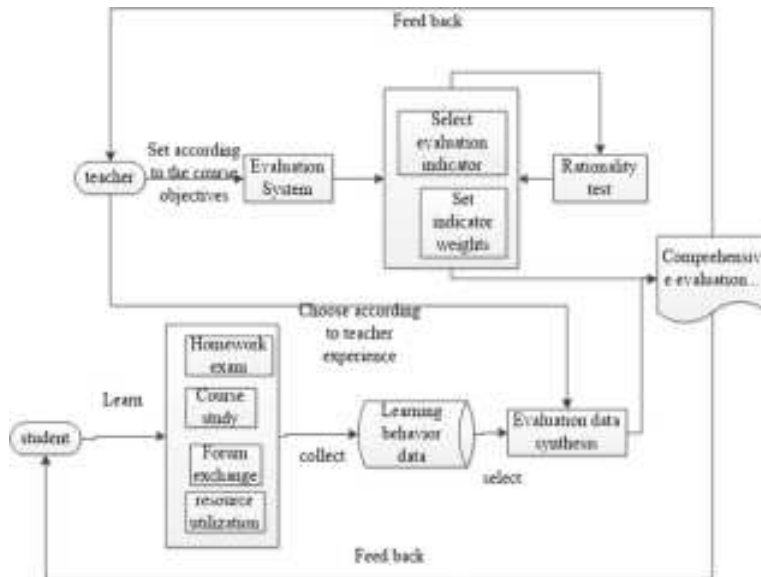 Feed back
Select
evaluation
indicator
Set according
to the course
objectives
teacher
Evaluation
System
Rationality
test
Set
indicator
weights
Comprehensiv
e evaluation...
Choose according
to teacher
experience
Homework
exam
Course
study
Learn
student
Forum
exchange
resource
utilization
collect
Learning
behavior
data
select
Evaluation data
synthesis
Feed back